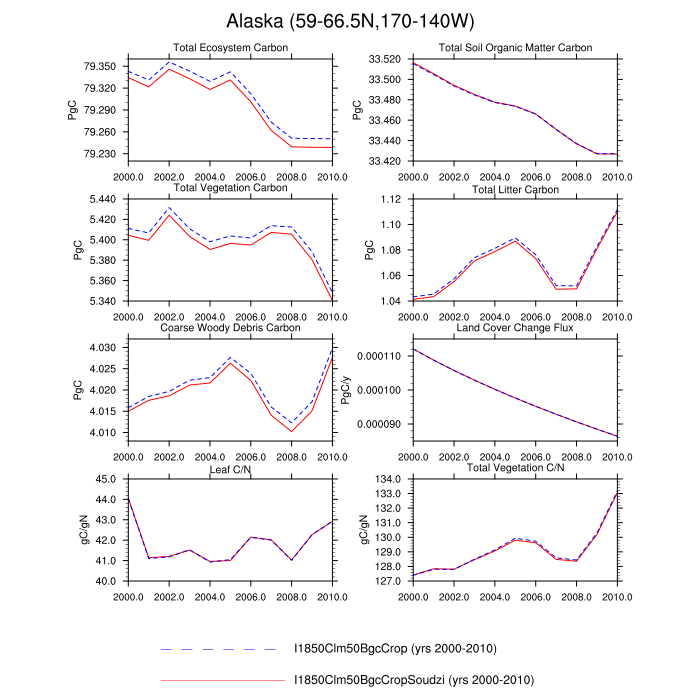 Alaska (59-66.5N,170-140W)
Total Ecosystem Carbon
PgC
79.350
79.320
79.290
79.260
79.230
2000.0 2002.0 2004.0 2006.0 2008.0 2010.0
Total Soil Organic Matter Carbon
PgC
33.520
33.500
33.480
33.460
33.440
33.420
2000.0 2002.0 2004.0 2006.0 2008.0 2010.0
Total Vegetation Carbon
PgC
5.440
5.420
5.400
5.380
5.360
5.340
2000.0 2002.0 2004.0 2006.0 2008.0 2010.0
Total Litter Carbon
PgC
1.12
1.10
1.08
1.06
1.04
2000.0 2002.0 2004.0 2006.0 2008.0 2010.0
Coarse Woody Debris Carbon
PgC
4.030
4.025
4.020
4.015
4.010
2000.0 2002.0 2004.0 2006.0 2008.0 2010.0
Land Cover Change Flux
PgC/y
0.000110
0.000100
0.000090
2000.0 2002.0 2004.0 2006.0 2008.0 2010.0
Leaf C/N
gC/gN
45.0
44.0
43.0
42.0
41.0
40.0
2000.0 2002.0 2004.0 2006.0 2008.0 2010.0
Total Vegetation C/N
gC/gN
134.0
133.0
132.0
131.0
130.0
129.0
128.0
127.0
2000.0 2002.0 2004.0 2006.0 2008.0 2010.0
I1850Clm50BgcCrop (yrs 2000-2010)
I1850Clm50BgcCropSoudzi (yrs 2000-2010)